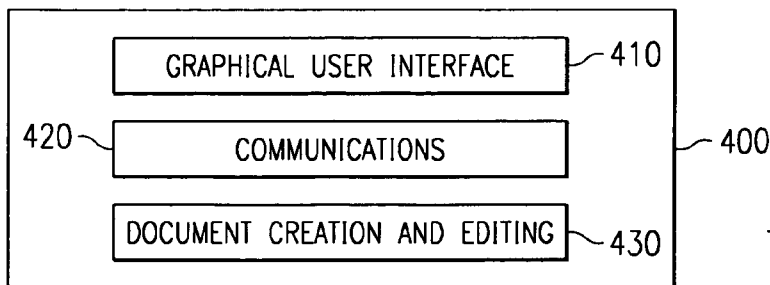 GRAPHICAL USER INTERFACE 410
420 COMMUNICATIONS 400
DOCUMENT CREATION AND EDITING 430